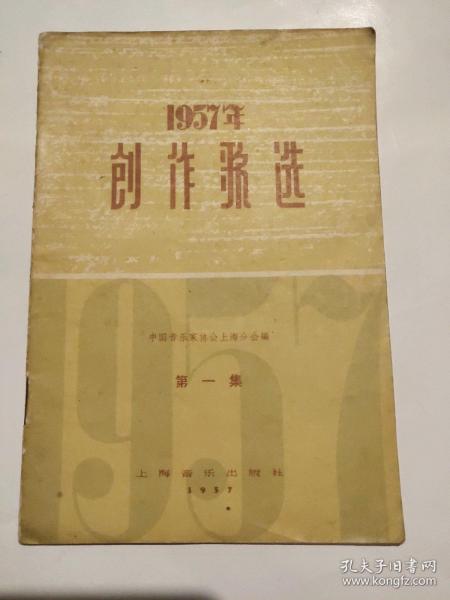 1957年
创作歌选
1957
中国音乐家协会上海分会编
第一集
上海音乐出版社
1957
孔夫子旧书网
www.kongfz.com